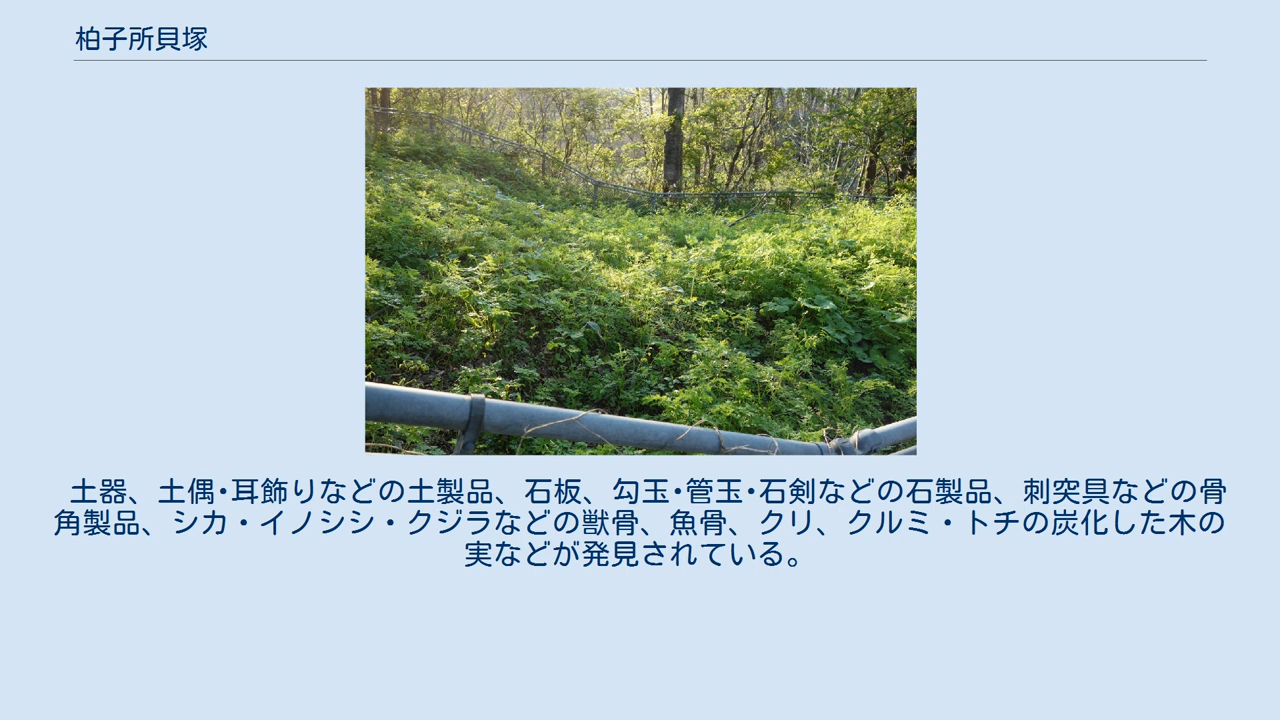 柏子所貝塚
土器、土偶･耳飾りなどの土製品、石板、勾玉･管玉･石剣などの石製品、刺突具などの骨
角製品、シカ・イノシシ・クジラなどの獣骨、魚骨、クリ、クルミ・トチの炭化した木の
実などが発見されている。